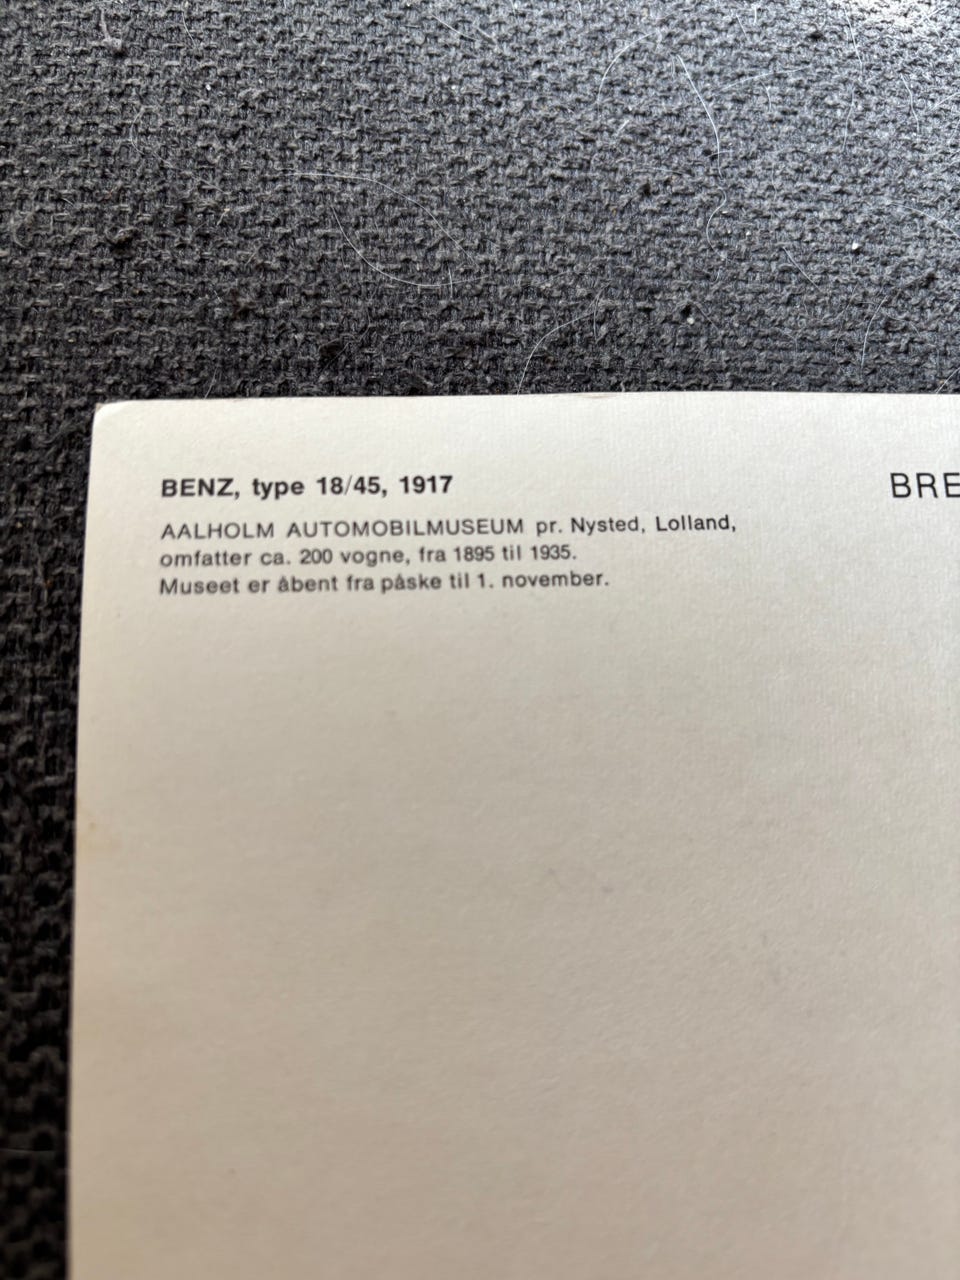 BENZ, type 18/45, 1917
BRE
AALHOLM AUTOMOBILMUSEUM pr. Nysted, Lolland,
omfatter ca. 200 vogne, fra 1895 til 1935.
Museet er åbent fra påske til 1. november.